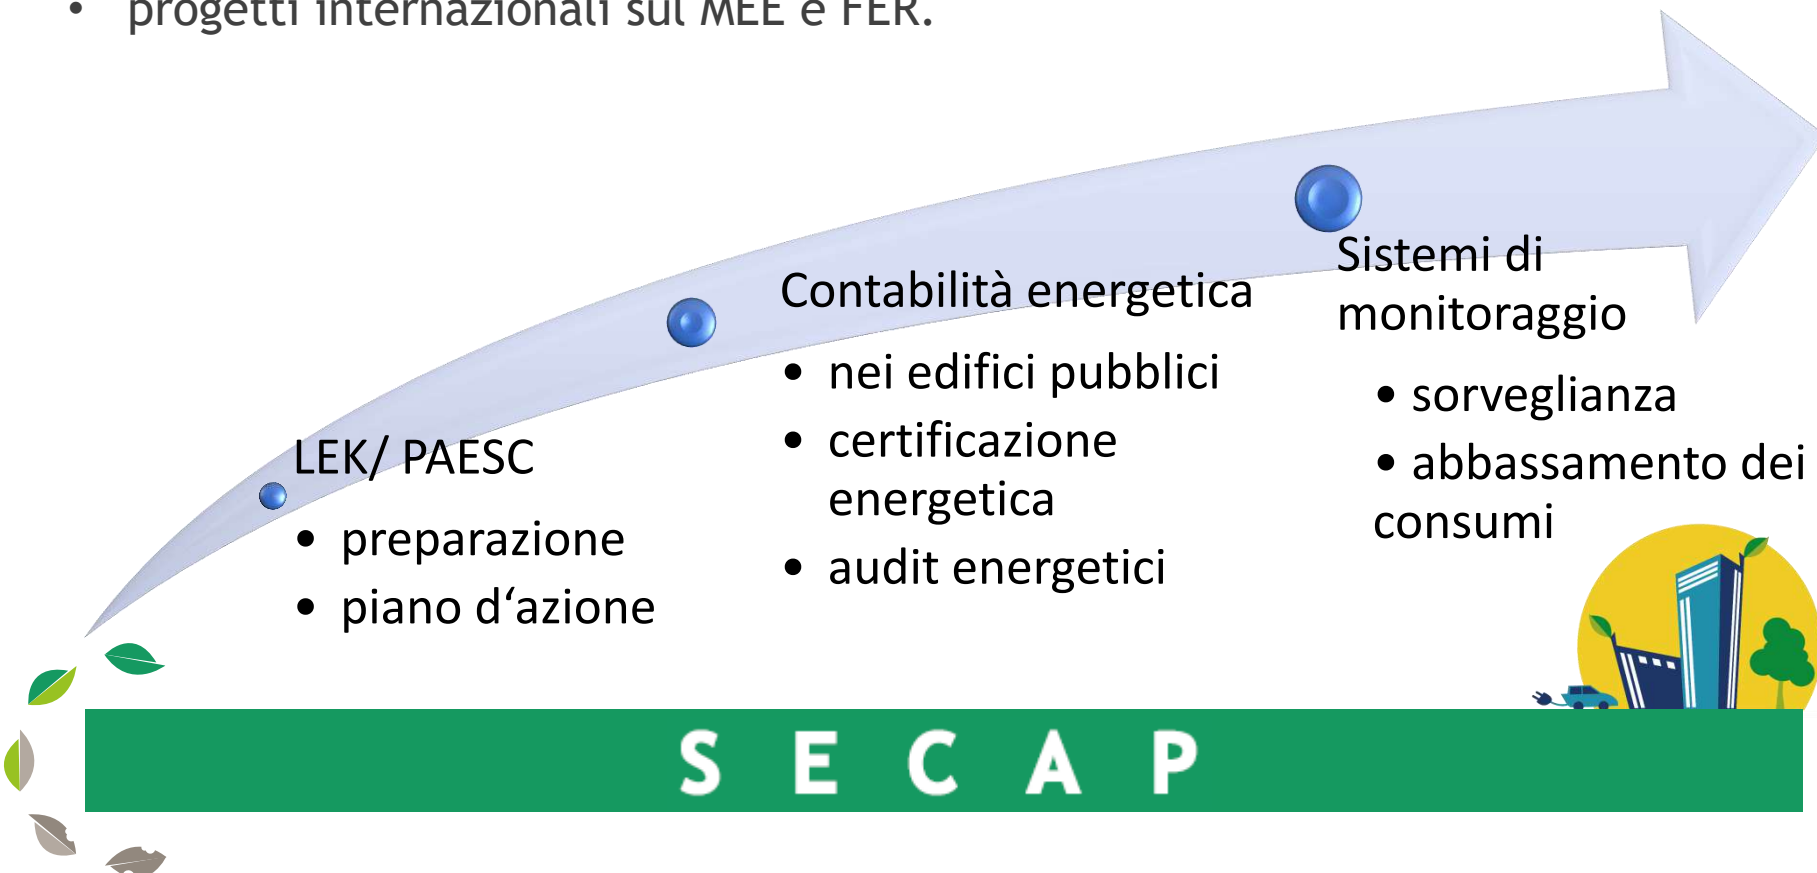 • progetti internazionali sul MEE e FER.
LEK/ PAESC
• preparazione
• piano d‘azione
Contabilità energetica
• nei edifici pubblici
• certificazione
energetica
• audit energetici
Sistemi di
monitoraggio
• sorveglianza
• abbassamento dei
consumi
S E C A P